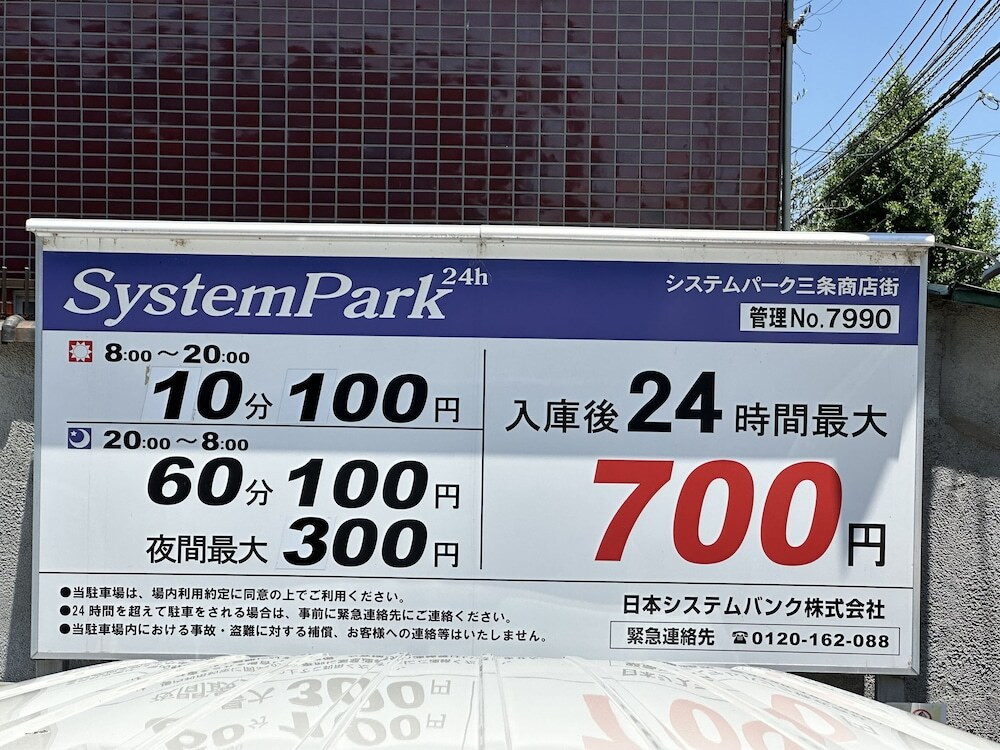 SystemPark 24h
システムパーク三条商店街
管理No.7990
8:00～20:00
10分 100円
20:00～8:00
60分 100円
夜間最大 300円
入庫後 24 時間最大
700円
●当駐車場は、場内利用約定に同意の上でご利用ください。
●24時間を超えて駐車をされる場合は、事前に緊急連絡先にご連絡ください。
●当駐車場内における事故・盗難に対する補償、お客様への連絡等はいたしません。
日本システムバンク株式会社
緊急連絡先 ☎0120-162-088